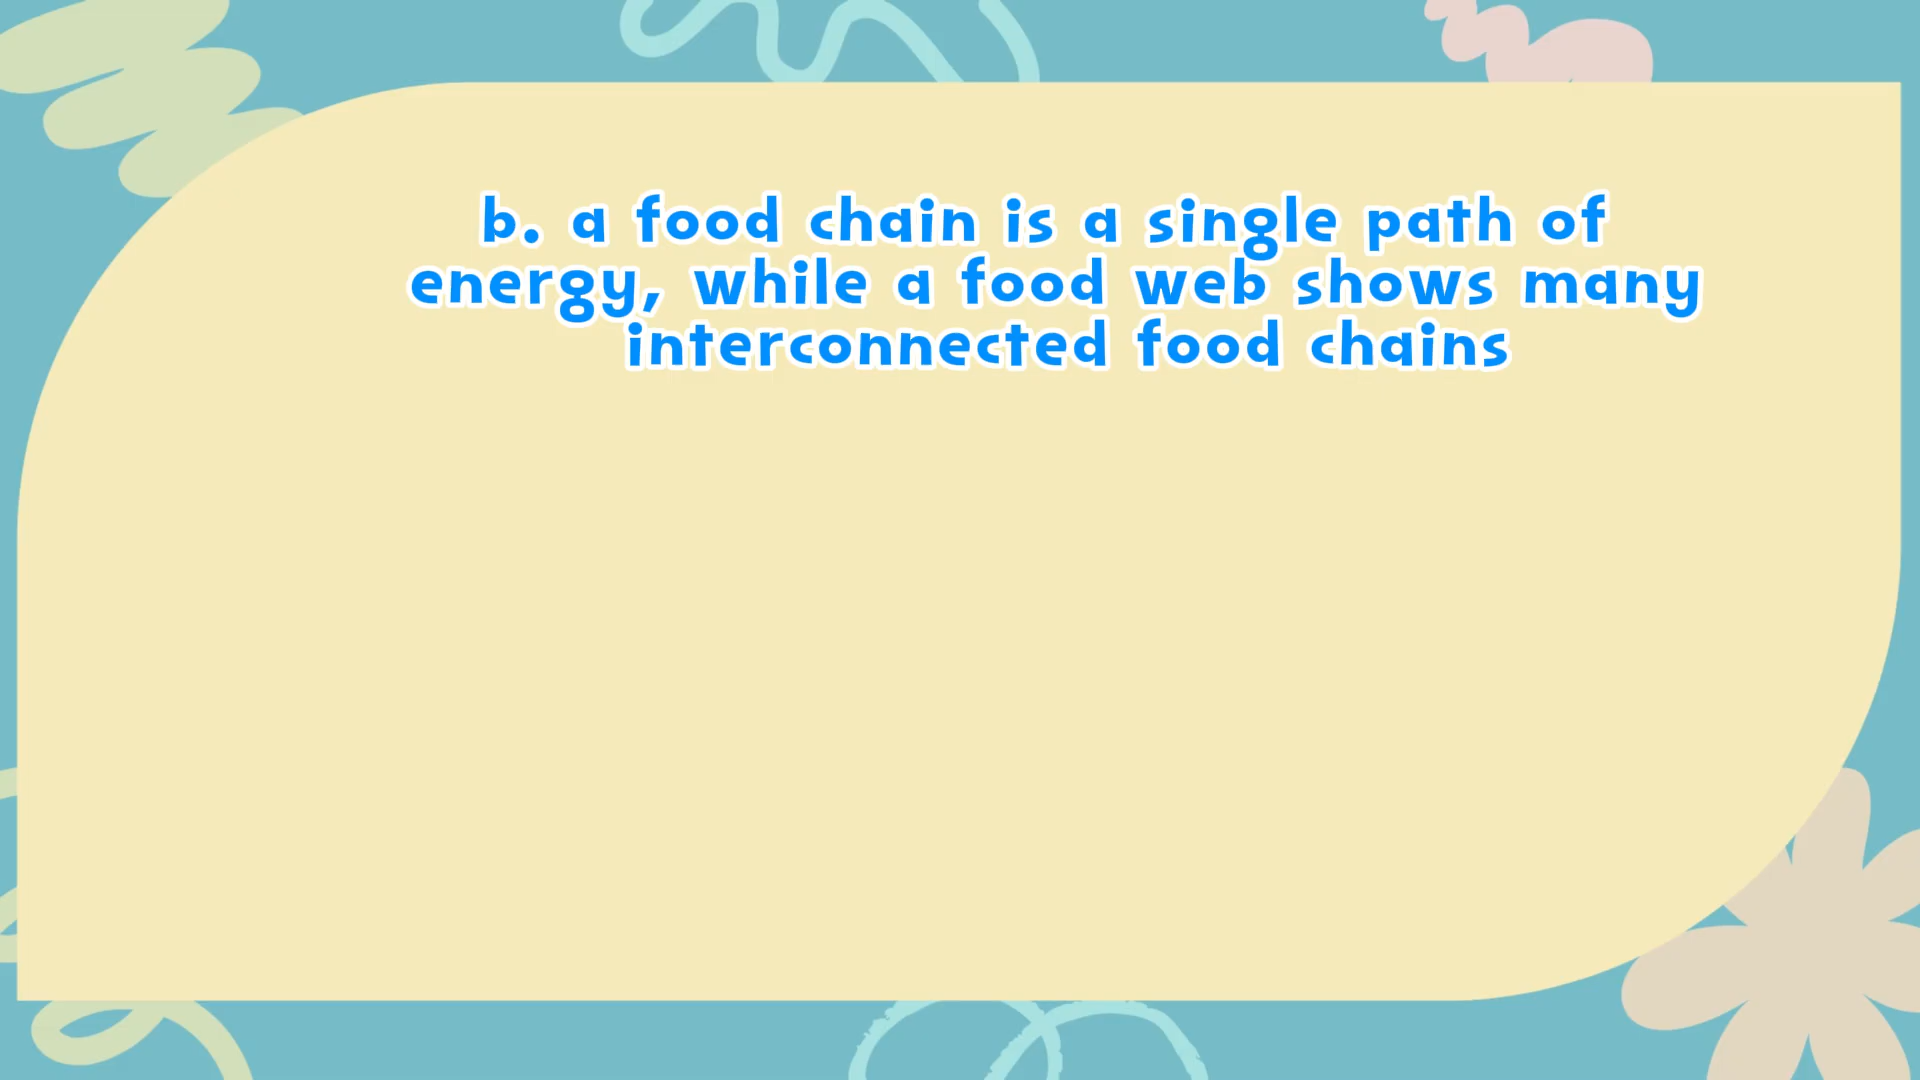 b. a food chain is a single path of
energy, while a food web shows many
interconnected food chains